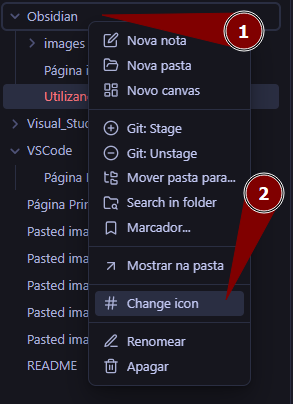 Obsidian
1
images
Nova nota
Página i
Nova pasta
Utilizan
Novo canvas
Visual_Stud
Git: Stage
VSCode
Git: Unstage
Mover pasta para...
Página I
Search in folder
Página Prin
Marcador...
2
Pasted ima
Pasted ima
Mostrar na pasta
Pasted ima
Pasted ima
Change icon
Pasted ima
Renomear
README
Apagar